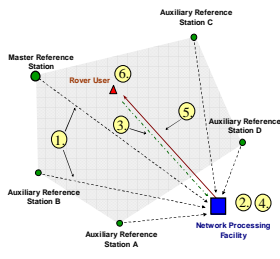 Auxiliary Reference
Station C
Master Reference
Station
Rover User
6.
5.
3.
1.
Auxiliary Reference
Station D
Auxiliary Reference
Station B
2. 4.
Network Processing
Facility
Auxiliary Reference
Station A